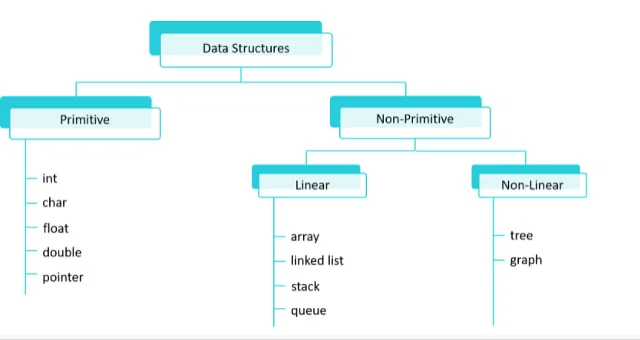 Data Structures
Primitive
Non-Primitive
int
char
float
double
pointer
Linear
Non-Linear
array
linked list
stack
queue
tree
graph